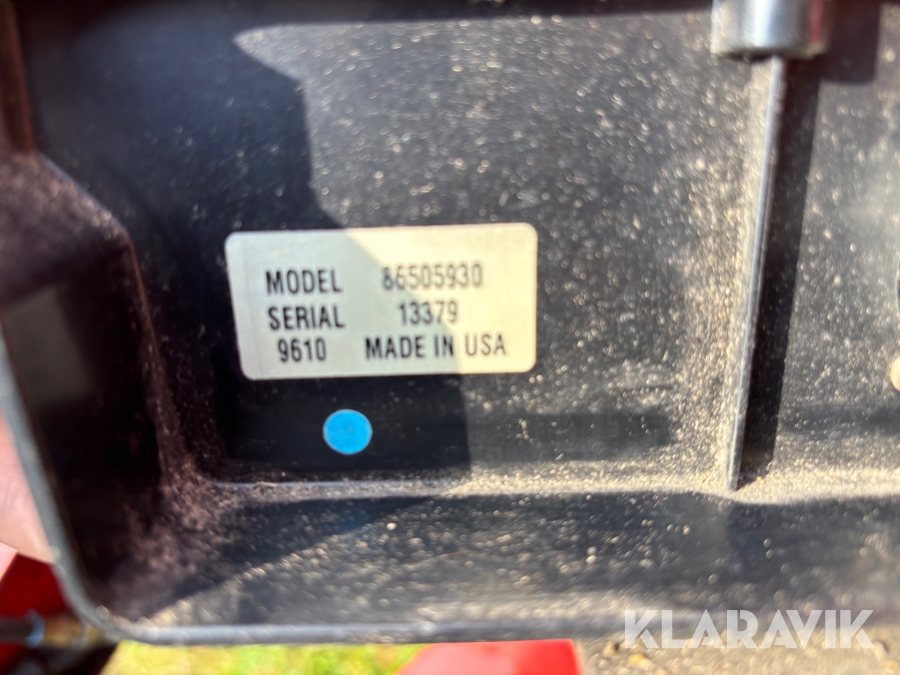 MODEL 86505930
SERIAL 13379
9610 MADE IN USA
KLARAVIK